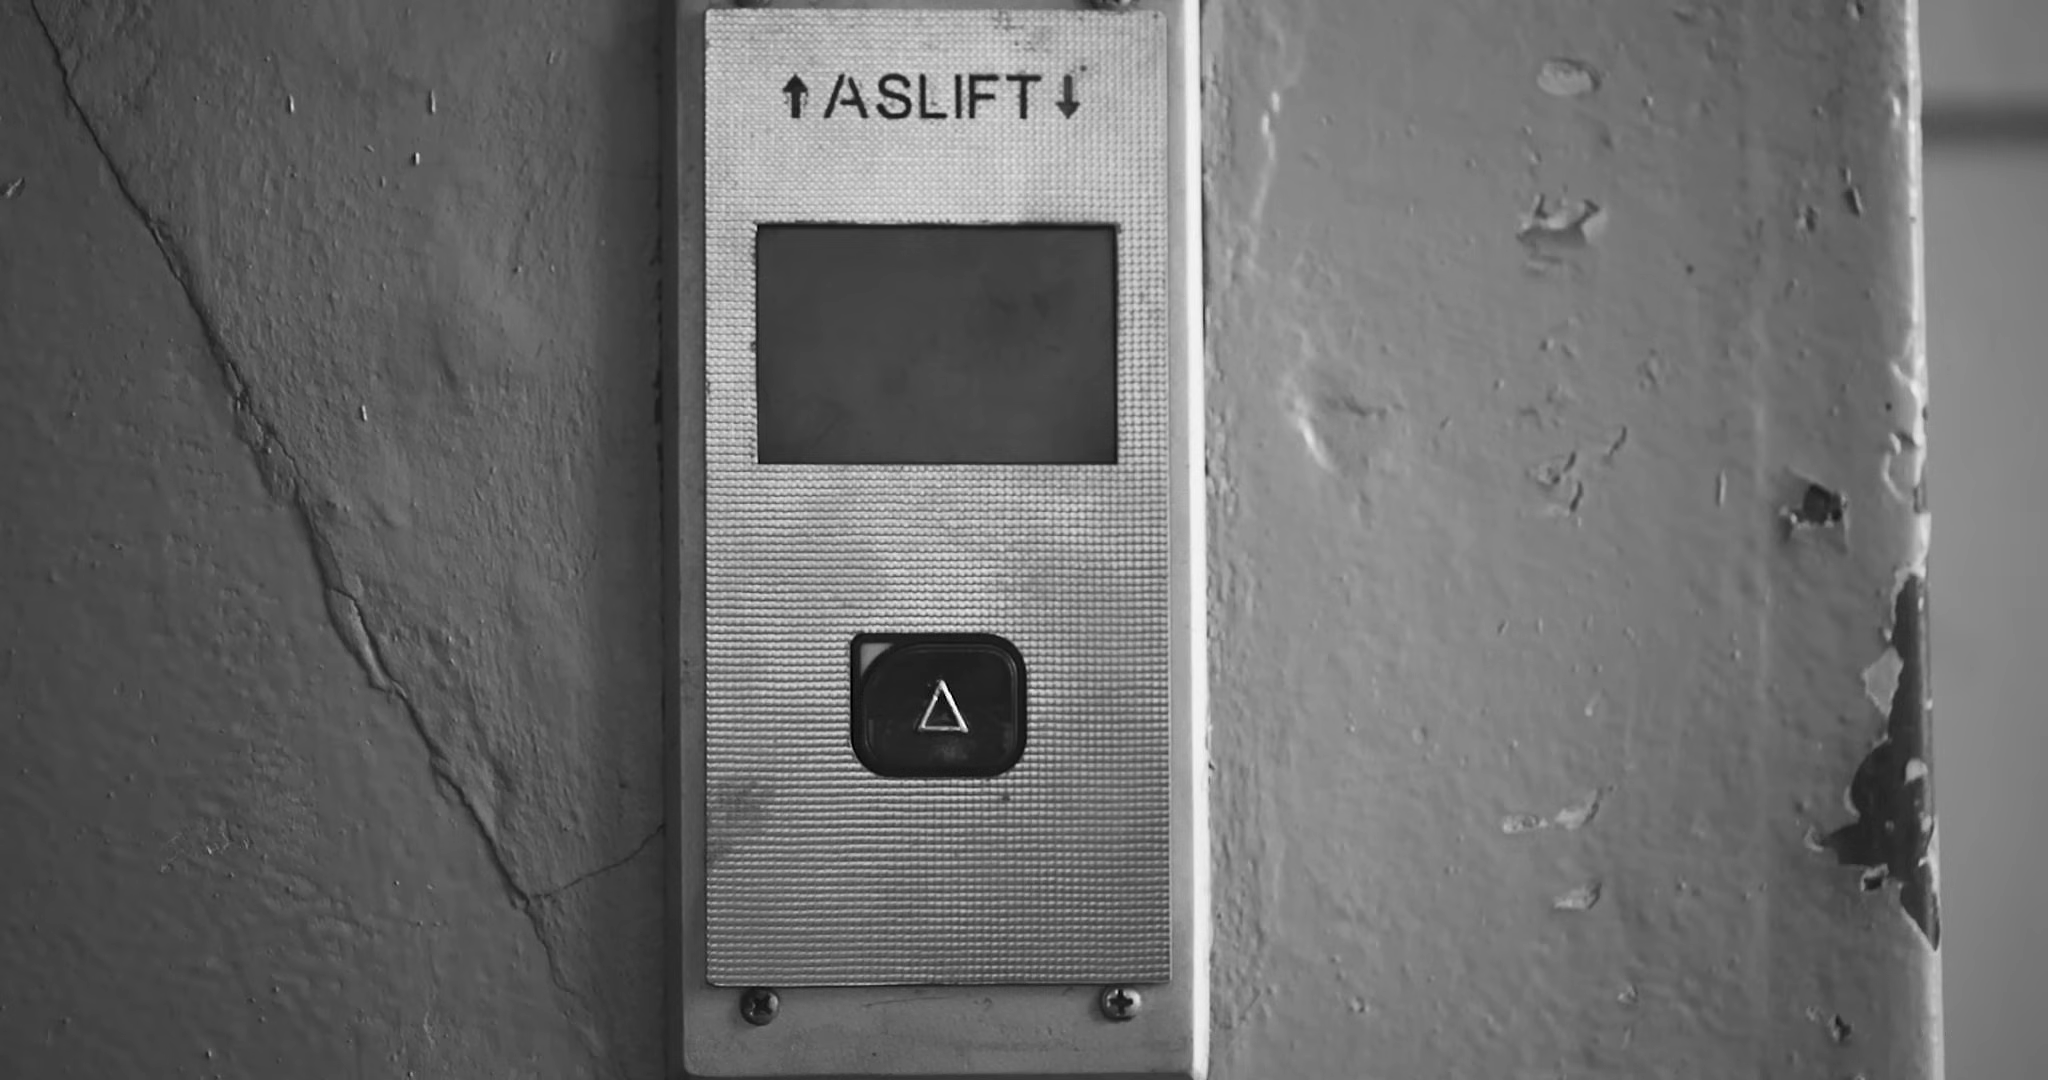 ↑ ASLIFT ↓